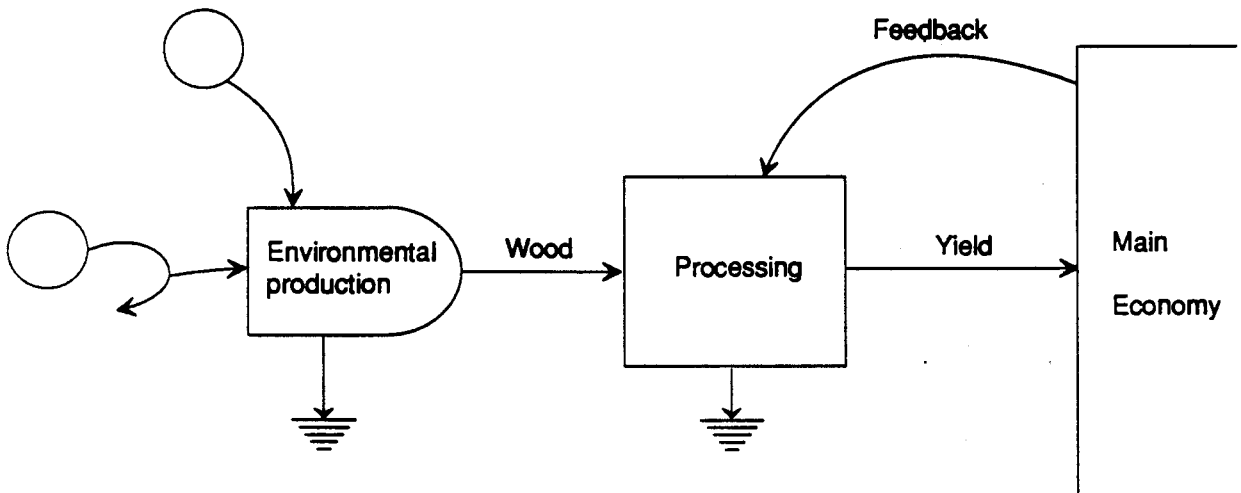 Feedback
Environmental
production
Wood
Processing
Yield
Main
Economy